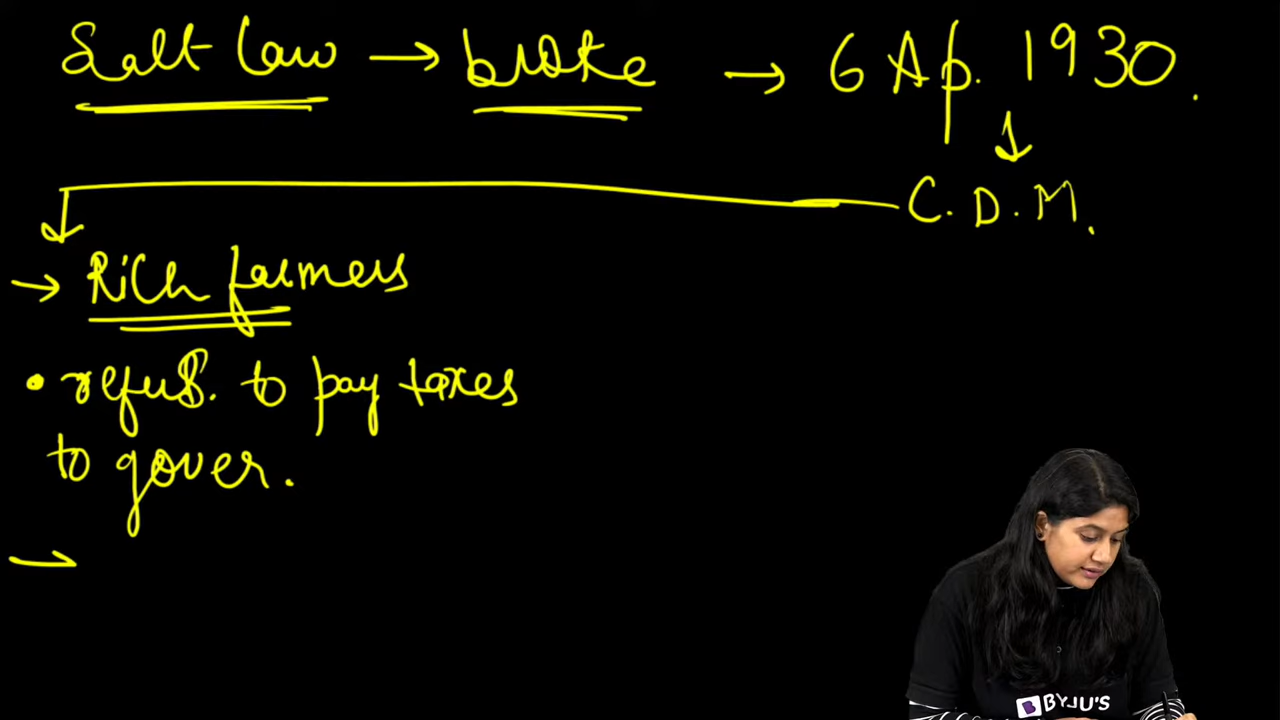 Salt law → broke → 6 Ap. 1930.
↓
C.D.M.
→ Rich farmers
• refus. to pay taxes
to gover.
→
BYJU'S